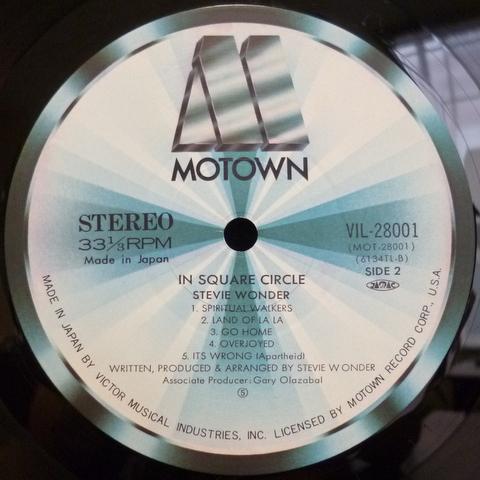 MOTOWN
STEREO
33⅓RPM
Made in Japan
VIL-28001
(MOT-28001)
(6134TL-B)
SIDE 2
IN SQUARE CIRCLE
STEVIE WONDER
1. SPIRITUAL WALKERS
2. LAND OF LA LA
3. GO HOME
4. OVERJOYED
5. ITS WRONG (Apartheid)
WRITTEN, PRODUCED & ARRANGED BY STEVIE WONDER
Associate Producer: Gary Olazabal
Ⓢ
MADE IN JAPAN BY VICTOR MUSICAL INDUSTRIES, INC. LICENSED BY MOTOWN RECORD CORP., U.S.A.